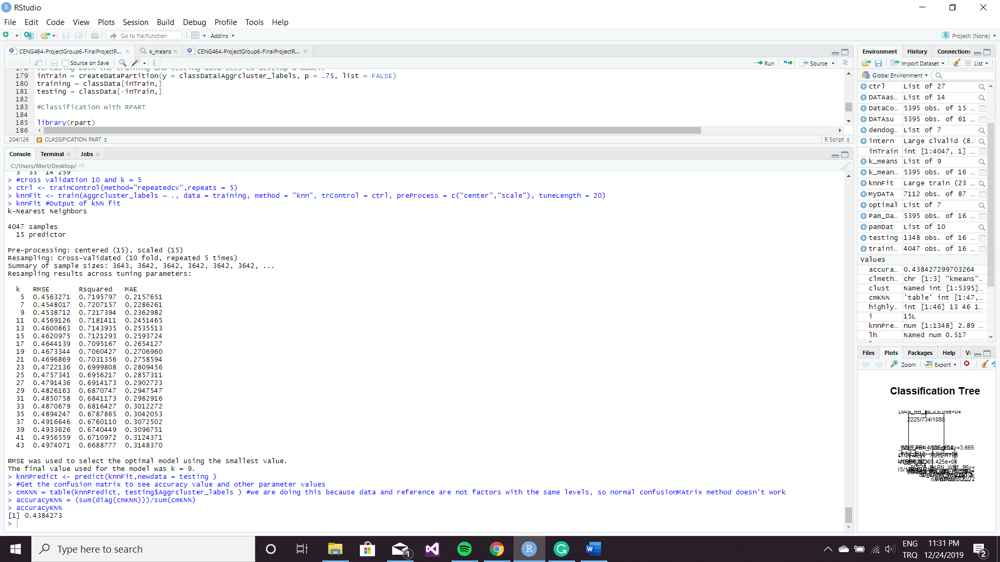 RStudio
File Edit Code View Plots Session Build Debug Profile Tools Help
Go to file/function Addins Project: (None)
CENG464-ProjectGroup6-FinalProjectR... k_means CENG464-ProjectGroup6-FinalProjectR...
Source on Save Run Source
178 #Creating both the training and testing data sets to develop a model.
179 inTrain = createDataPartition(y = classData$Aggrcluster_labels, p = .75, list = FALSE)
180 training = classData[inTrain,]
181 testing = classData[-inTrain,]
182
183 #Classification with RPART
184
185 library(rpart)
186
204:126 CLASSIFICATION PART R Script
Console Terminal Jobs
C:/Users/Mert/Desktop/
3 33 14 259
> #cross validation 10 and k = 5
> ctrl <- trainControl(method="repeatedcv",repeats = 5)
> knnFit <- train(Aggrcluster_labels ~ ., data = training, method = "knn", trControl = ctrl, preProcess = c("center","scale"), tuneLength = 20)
> knnFit #Output of kNN fit
k-Nearest Neighbors
4047 samples
15 predictor
Pre-processing: centered (15), scaled (15)
Resampling: Cross-Validated (10 fold, repeated 5 times)
Summary of sample sizes: 3643, 3642, 3642, 3642, 3642, 3642, ...
Resampling results across tuning parameters:
k RMSE Rsquared MAE
5 0.4563271 0.7195797 0.2157651
7 0.4548017 0.7207157 0.2286261
9 0.4538712 0.7217394 0.2362982
11 0.4569126 0.7181411 0.2451465
13 0.4600863 0.7143935 0.2535513
15 0.4620975 0.7121293 0.2593724
17 0.4644139 0.7095167 0.2654127
19 0.4673344 0.7060427 0.2706960
21 0.4696869 0.7031356 0.2758594
23 0.4722136 0.6999808 0.2809456
25 0.4757341 0.6956217 0.2857311
27 0.4791436 0.6914173 0.2902723
29 0.4826163 0.6870747 0.2947547
31 0.4850758 0.6841173 0.2982916
33 0.4870679 0.6816427 0.3012272
35 0.4894247 0.6787865 0.3042053
37 0.4916646 0.6760110 0.3072502
39 0.4933626 0.6740449 0.3096751
41 0.4956559 0.6710972 0.3124371
43 0.4974071 0.6688777 0.3148370
RMSE was used to select the optimal model using the smallest value.
The final value used for the model was k = 9.
> knnPredict <- predict(knnFit,newdata = testing )
> #Get the confusion matrix to see accuracy value and other parameter values
> cmKNN = table(knnPredict, testing$Aggrcluster_labels ) #we are doing this because data and reference are not factors with the same levels, so normal confusionMAtrix method doesn't work
> accuracyKNN = (sum(diag(cmKNN)))/sum(cmKNN)
> accuracyKNN
[1] 0.4384273
>
Environment History Connections
Import Dataset List
Global Environment
ctrl List of 27
DATAas... List of 14
DataCo... 5395 obs. of 15 ...
DATAsu 5395 obs. of 61 ...
dendog... List of 7
intern Large clValid (8...
inTrain int [1:4047, 1] ...
k_means List of 9
k_mean... 5395 obs. of 16 ...
knnFit Large train (23 ...
MyDATA 7112 obs. of 87 ...
optimal List of 7
Pam_Da... 5395 obs. of 16 ...
pamDat List of 10
testing 1348 obs. of 16 ...
traini... 4047 obs. of 16 ...
Values
accura... 0.438427299703264
clmeth... chr [1:3] "kmeans"...
clust Named int [1:5395]...
cmKNN 'table' int [1:47,...
highly... int [1:46] 13 46 1...
i 15L
knnPre... num [1:1348] 2.89 ...
lh Named num 0.517
Files Plots Packages Help Vi
Zoom Export
Classification Tree
2225/734/1088
Type here to search
1
ENG 11:31 PM
TRQ 12/24/2019
2